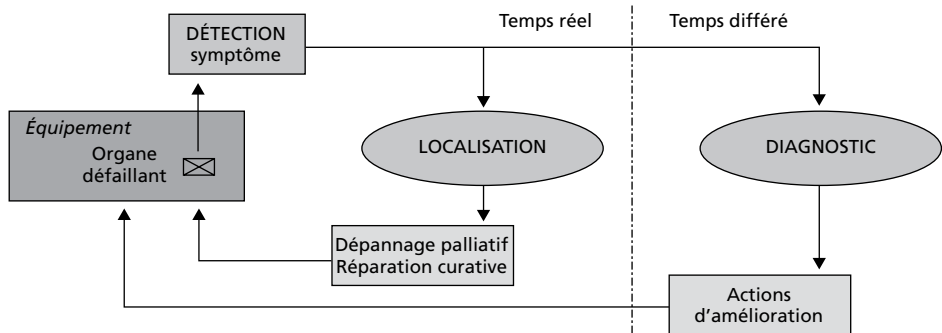 Temps réel
Temps différé
DÉTECTION
symptôme
Équipement
Organe
défaillant
LOCALISATION
DIAGNOSTIC
Dépannage palliatif
Réparation curative
Actions
d'amélioration